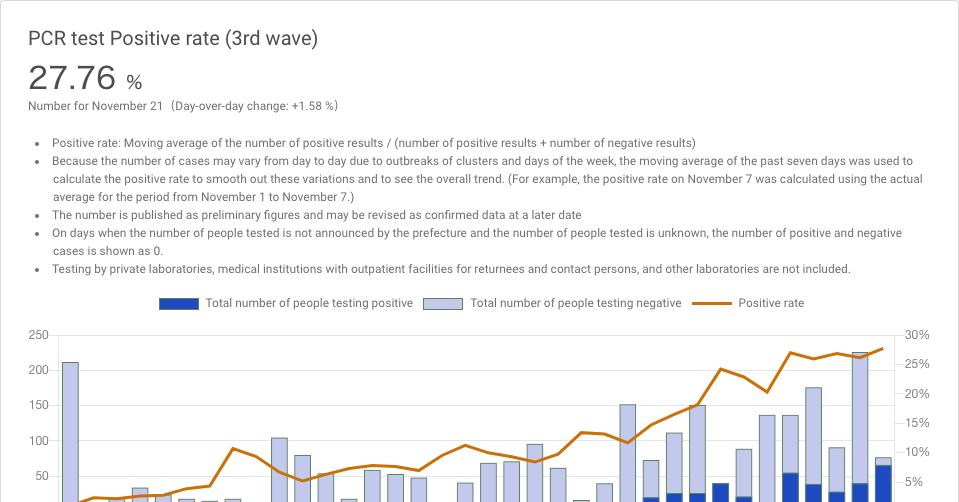 PCR test Positive rate (3rd wave)
27.76 %
Number for November 21 （Day-over-day change: +1.58 %）
• Positive rate: Moving average of the number of positive results / (number of positive results + number of negative results)
• Because the number of cases may vary from day to day due to outbreaks of clusters and days of the week, the moving average of the past seven days was used to
calculate the positive rate to smooth out these variations and to see the overall trend. (For example, the positive rate on November 7 was calculated using the actual
average for the period from November 1 to November 7.)
• The number is published as preliminary figures and may be revised as confirmed data at a later date
• On days when the number of people tested is not announced by the prefecture and the number of people tested is unknown, the number of positive and negative
cases is shown as 0.
• Testing by private laboratories, medical institutions with outpatient facilities for returnees and contact persons, and other laboratories are not included.
Total number of people testing positive Total number of people testing negative Positive rate
250 30%
200 25%
20%
150
15%
100
10%
50
5%